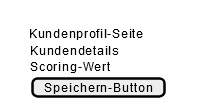 Kundenprofil-Seite
Kundendetails
Scoring-Wert
Speichern-Button